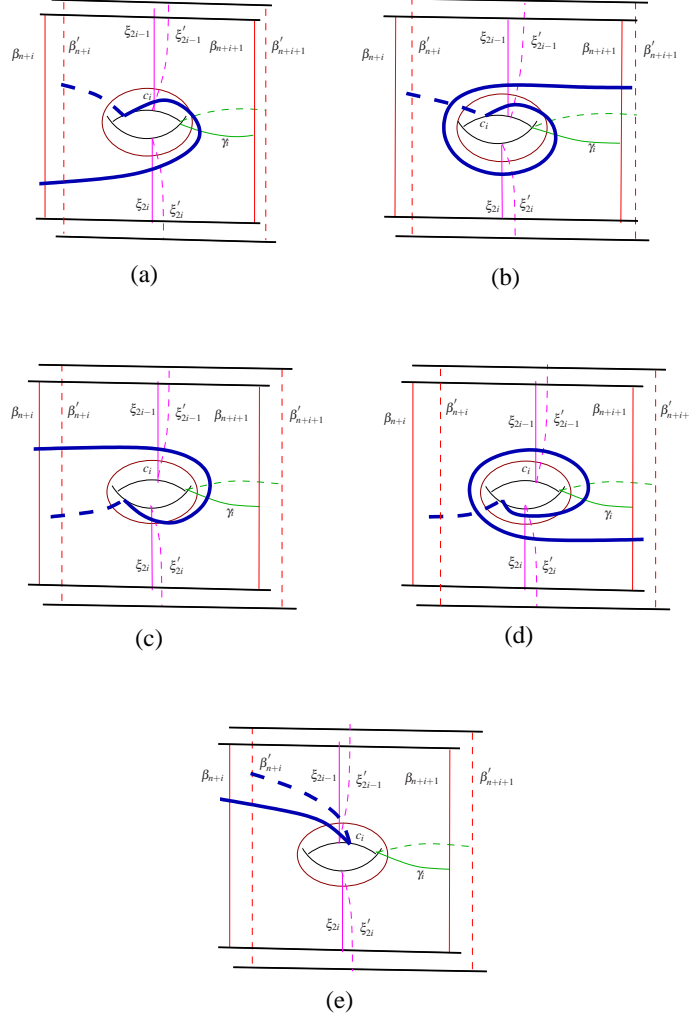 β_{n+i} β'_{n+i} ξ_{2i-1} ξ'_{2i-1} β_{n+i+1} β'_{n+i+1}
c_i
γ_i
ξ_{2i} ξ'_{2i}
(a)
β_{n+i} β'_{n+i} ξ_{2i-1} ξ'_{2i-1} β_{n+i+1} β'_{n+i+1}
c_i
γ_i
ξ_{2i} ξ'_{2i}
(b)
β_{n+i} β'_{n+i} ξ_{2i-1} ξ'_{2i-1} β_{n+i+1} β'_{n+i+1}
c_i
γ_i
ξ_{2i} ξ'_{2i}
(c)
β_{n+i} β'_{n+i} ξ_{2i-1} ξ'_{2i-1} β_{n+i+1} β'_{n+i+}
c_i
γ_i
ξ_{2i} ξ'_{2i}
(d)
β_{n+i} β'_{n+i} ξ_{2i-1} ξ'_{2i-1} β_{n+i+1} β'_{n+i+1}
c_i
γ_i
ξ_{2i} ξ'_{2i}
(e)